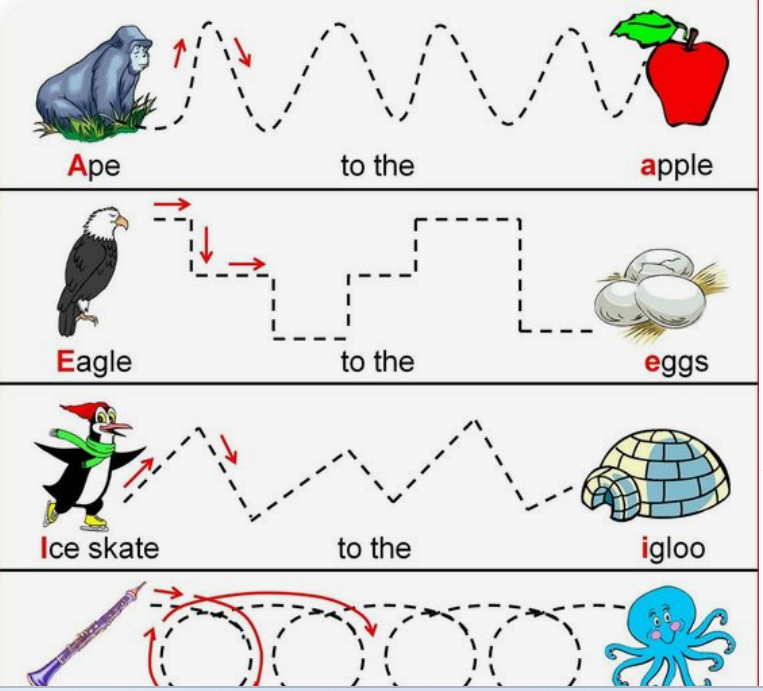 Ape to the apple
Eagle to the eggs
Ice skate to the igloo